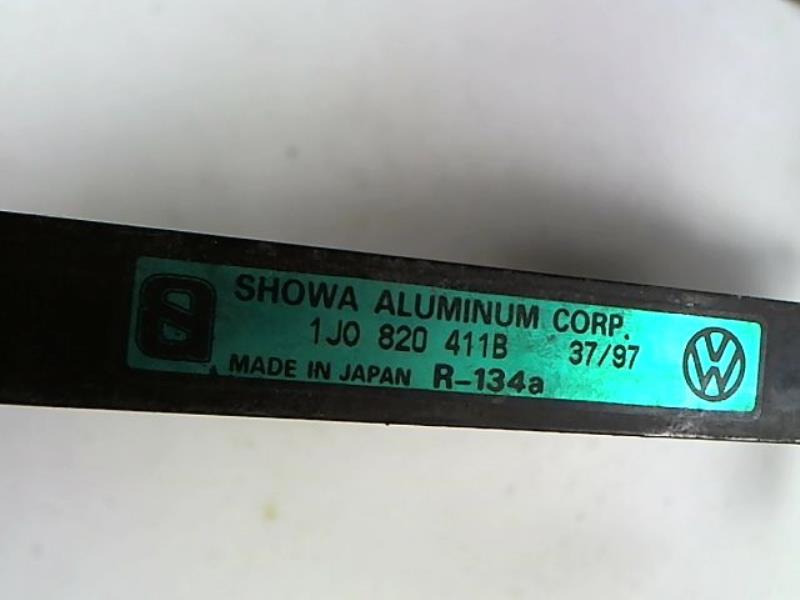 SHOWA ALUMINUM CORP.
1J0 820 411B 37/97
MADE IN JAPAN R-134a